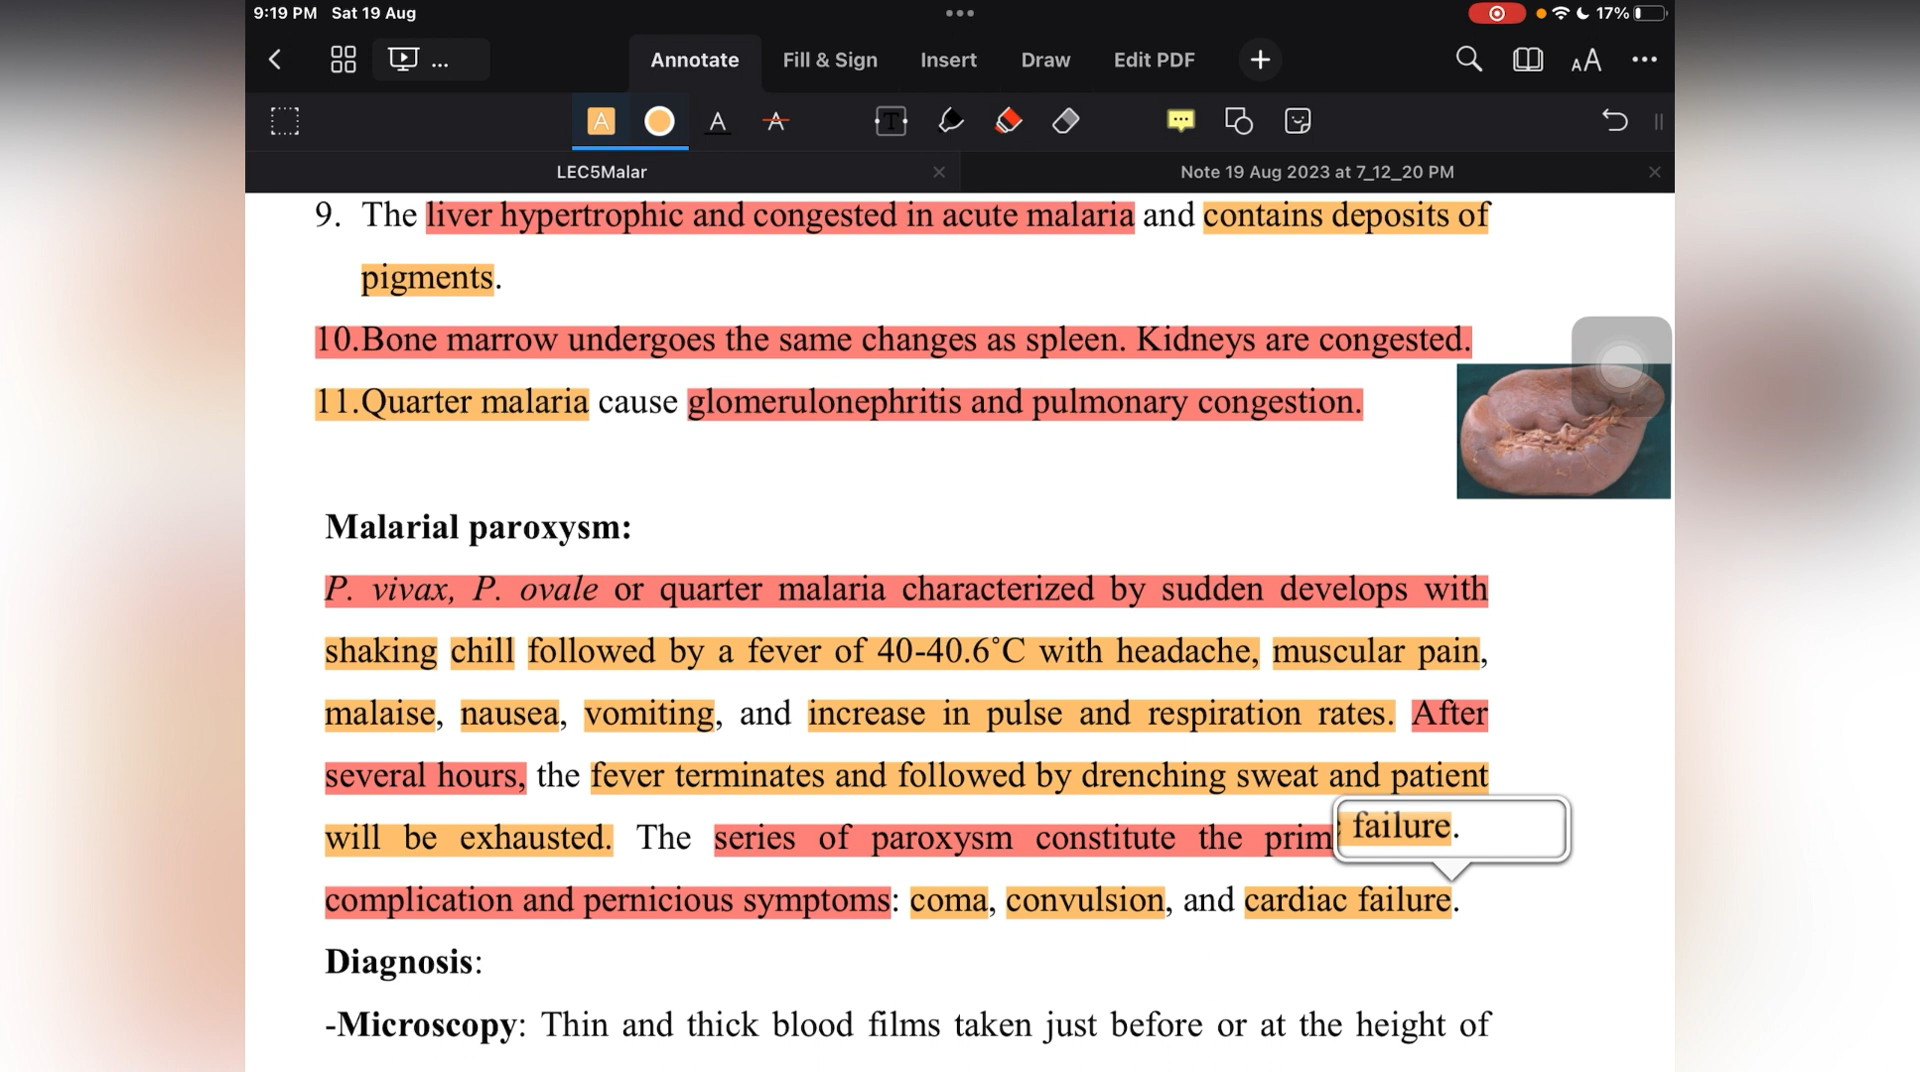 9:19 PM Sat 19 Aug
17%
Annotate Fill & Sign Insert Draw Edit PDF
LEC5Malar
Note 19 Aug 2023 at 7_12_20 PM
9. The liver hypertrophic and congested in acute malaria and contains deposits of
pigments.
10.Bone marrow undergoes the same changes as spleen. Kidneys are congested.
11.Quarter malaria cause glomerulonephritis and pulmonary congestion.
Malarial paroxysm:
P. vivax, P. ovale or quarter malaria characterized by sudden develops with
shaking chill followed by a fever of 40-40.6°C with headache, muscular pain,
malaise, nausea, vomiting, and increase in pulse and respiration rates. After
several hours, the fever terminates and followed by drenching sweat and patient
will be exhausted. The series of paroxysm constitute the prim
failure.
complication and pernicious symptoms: coma, convulsion, and cardiac failure.
Diagnosis:
-Microscopy: Thin and thick blood films taken just before or at the height of